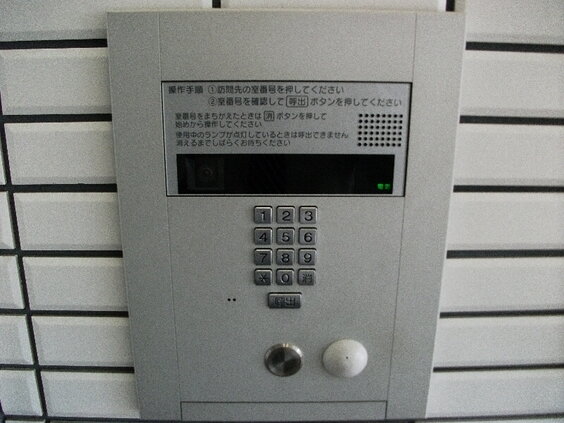 操作手順 ①訪問先の室番号を押してください
②室番号を確認して 呼出 ボタンを押してください
室番号をまちがえたときは 消 ボタンを押して
始めから操作してください
使用中のランプが点灯しているときは呼出できません
消えるまでしばらくお待ちください
1 2 3
4 5 6
7 8 9
* 0 消
呼出